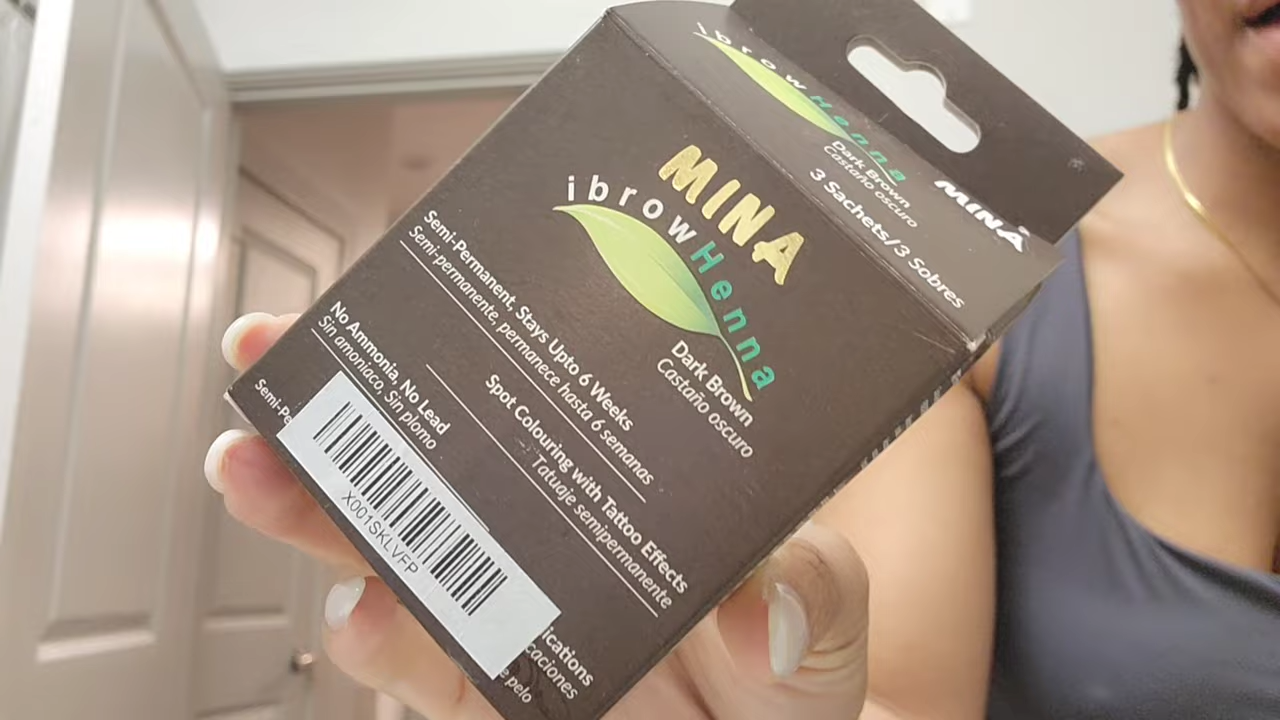 ibrow Henna
Dark Brown
Castaño oscuro
MINA
3 Sachets/3 Sobres
MINA
ibrow Henna
Dark Brown
Castaño oscuro
Semi-Permanent, Stays Upto 6 Weeks
Semi-permanente, permanece hasta 6 semanas
Spot Colouring with Tattoo Effects
Tatuaje semipermanente
No Ammonia, No Lead
Sin amoniaco, Sin plomo
X001SKLVFP
pelo